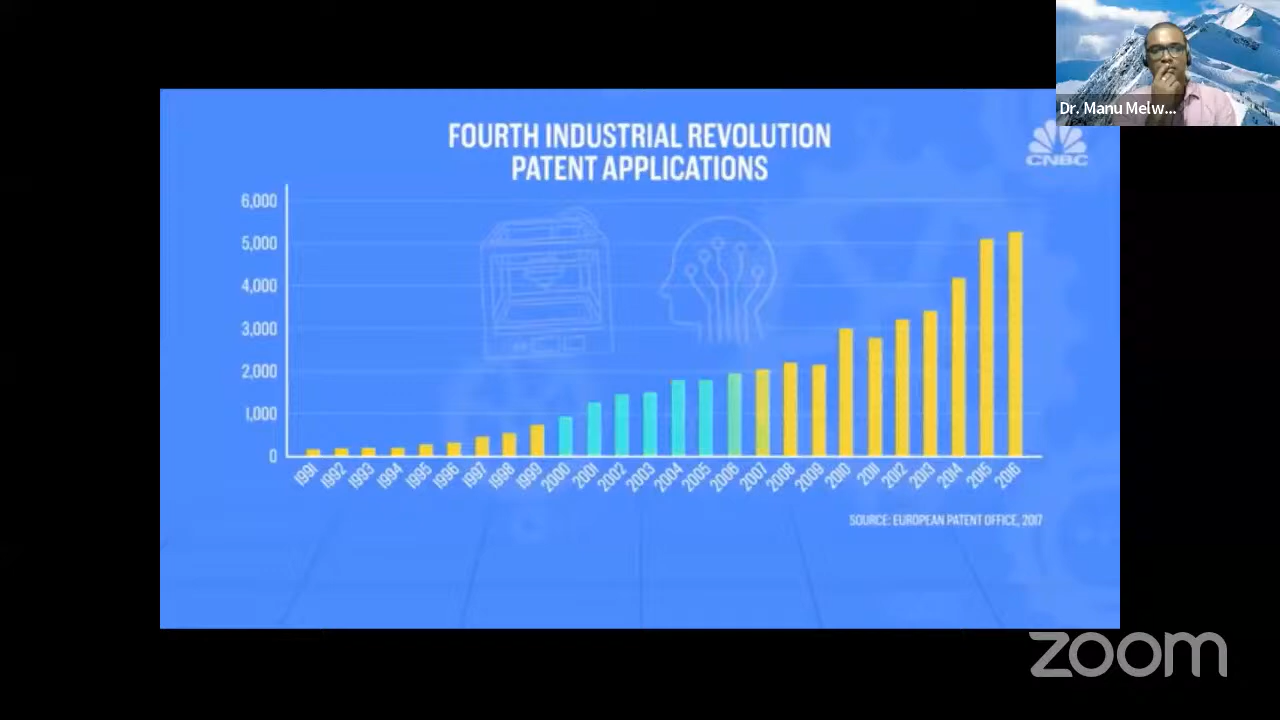 Dr. Manu Melw...
FOURTH INDUSTRIAL REVOLUTION
PATENT APPLICATIONS
CNBC
6,000
5,000
4,000
3,000
2,000
1,000
0
1991 1992 1993 1994 1995 1996 1997 1998 1999 2000 2001 2002 2003 2004 2005 2006 2007 2008 2009 2010 2011 2012 2013 2014 2015 2016
SOURCE: EUROPEAN PATENT OFFICE, 2017
zoom